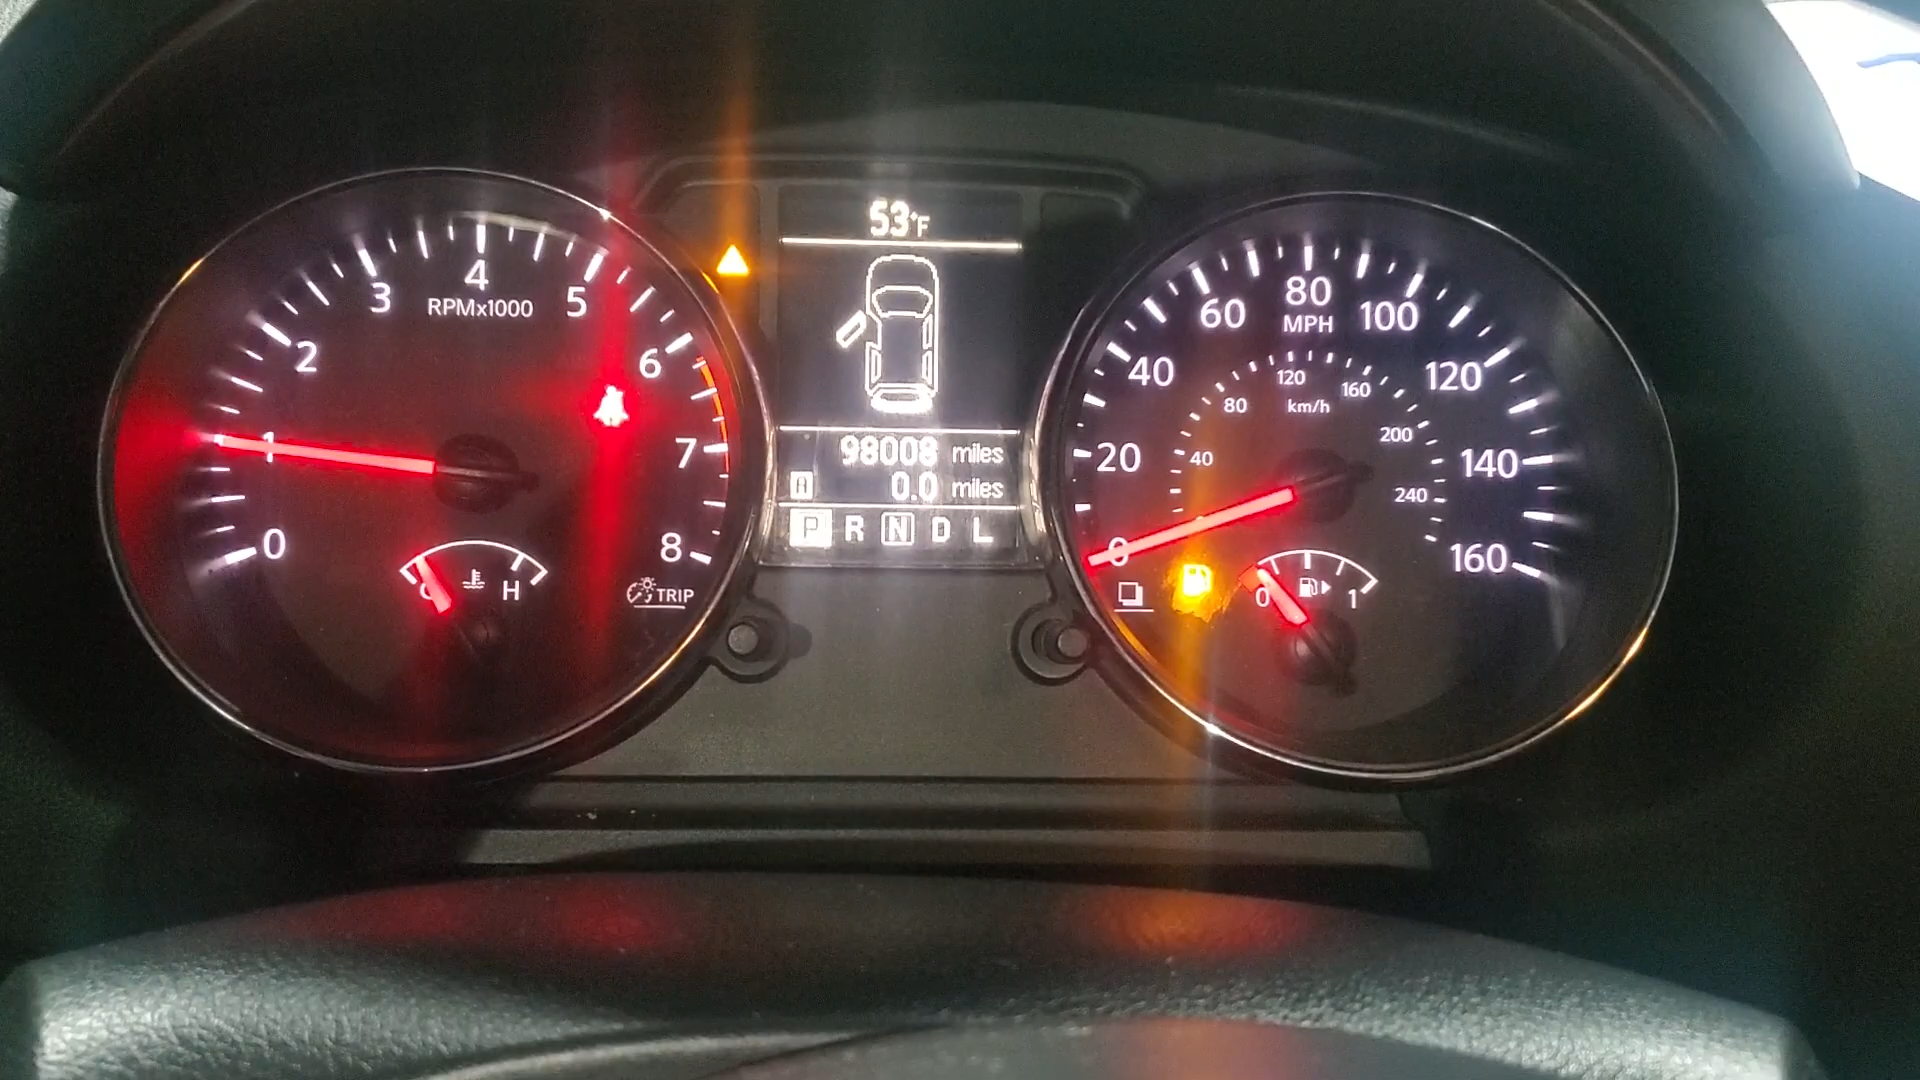 53°F
0 1 2 3 4 5 6 7 8
RPMx1000
H
TRIP
98008 miles
A 0.0 miles
P R N D L
0 20 40 60 80 100 120 140 160
MPH
40 80 120 160 200 240
km/h
0 1